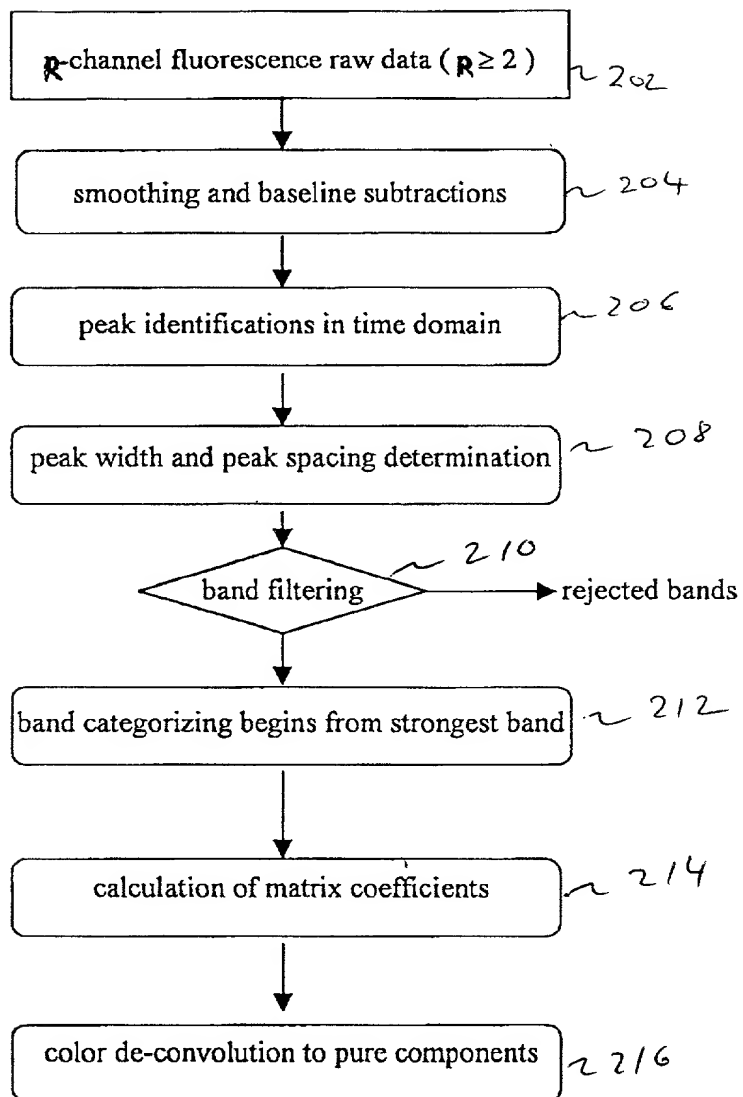 R-channel fluorescence raw data ( R ≥ 2 )
202
smoothing and baseline subtractions
204
peak identifications in time domain
206
peak width and peak spacing determination
208
210
band filtering
rejected bands
band categorizing begins from strongest band
212
calculation of matrix coefficients
214
color de-convolution to pure components
216